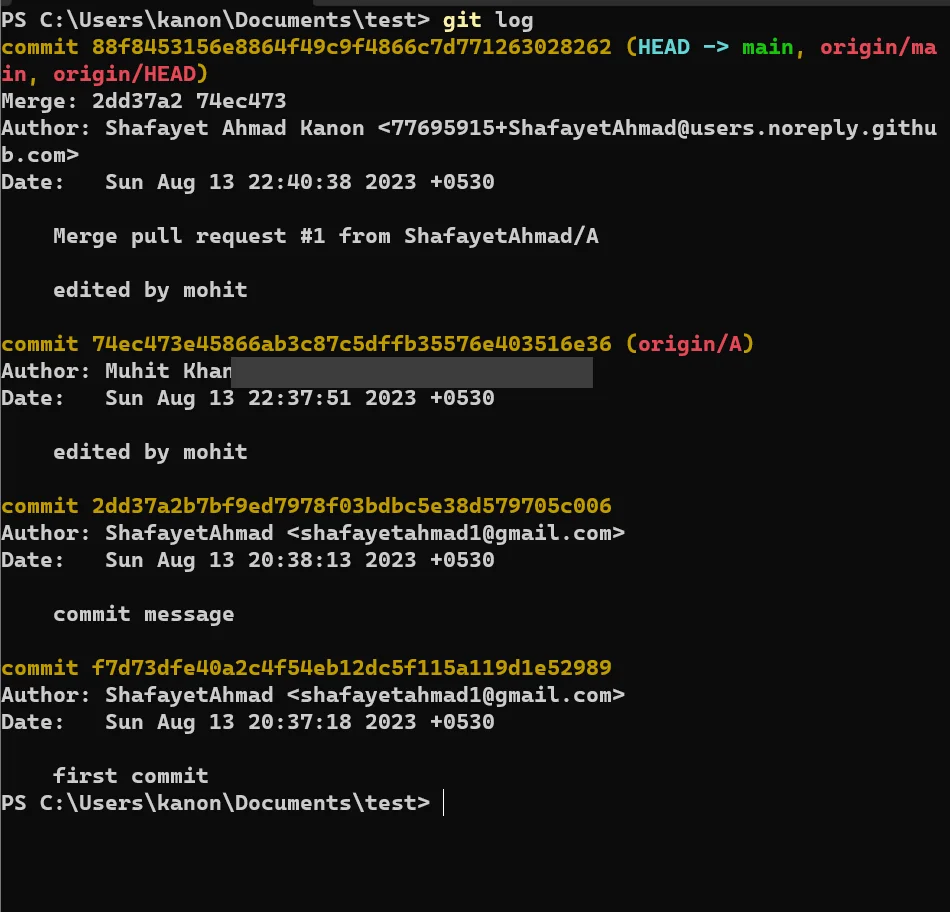 PS C:\Users\kanon\Documents\test> git log
commit 88f8453156e8864f49c9f4866c7d771263028262 (HEAD -> main, origin/ma
in, origin/HEAD)
Merge: 2dd37a2 74ec473
Author: Shafayet Ahmad Kanon <77695915+ShafayetAhmad@users.noreply.githu
b.com>
Date:   Sun Aug 13 22:40:38 2023 +0530
    Merge pull request #1 from ShafayetAhmad/A
    edited by mohit
commit 74ec473e45866ab3c87c5dffb35576e403516e36 (origin/A)
Author: Muhit Khan
Date:   Sun Aug 13 22:37:51 2023 +0530
    edited by mohit
commit 2dd37a2b7bf9ed7978f03bdbc5e38d579705c006
Author: ShafayetAhmad <shafayetahmad1@gmail.com>
Date:   Sun Aug 13 20:38:13 2023 +0530
    commit message
commit f7d73dfe40a2c4f54eb12dc5f115a119d1e52989
Author: ShafayetAhmad <shafayetahmad1@gmail.com>
Date:   Sun Aug 13 20:37:18 2023 +0530
    first commit
PS C:\Users\kanon\Documents\test>